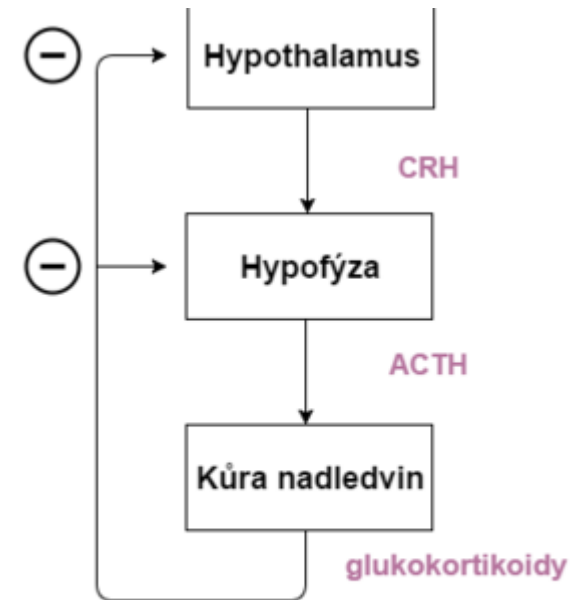 Hypothalamus
CRH
Hypofýza
ACTH
Kůra nadledvin
glukokortikoidy